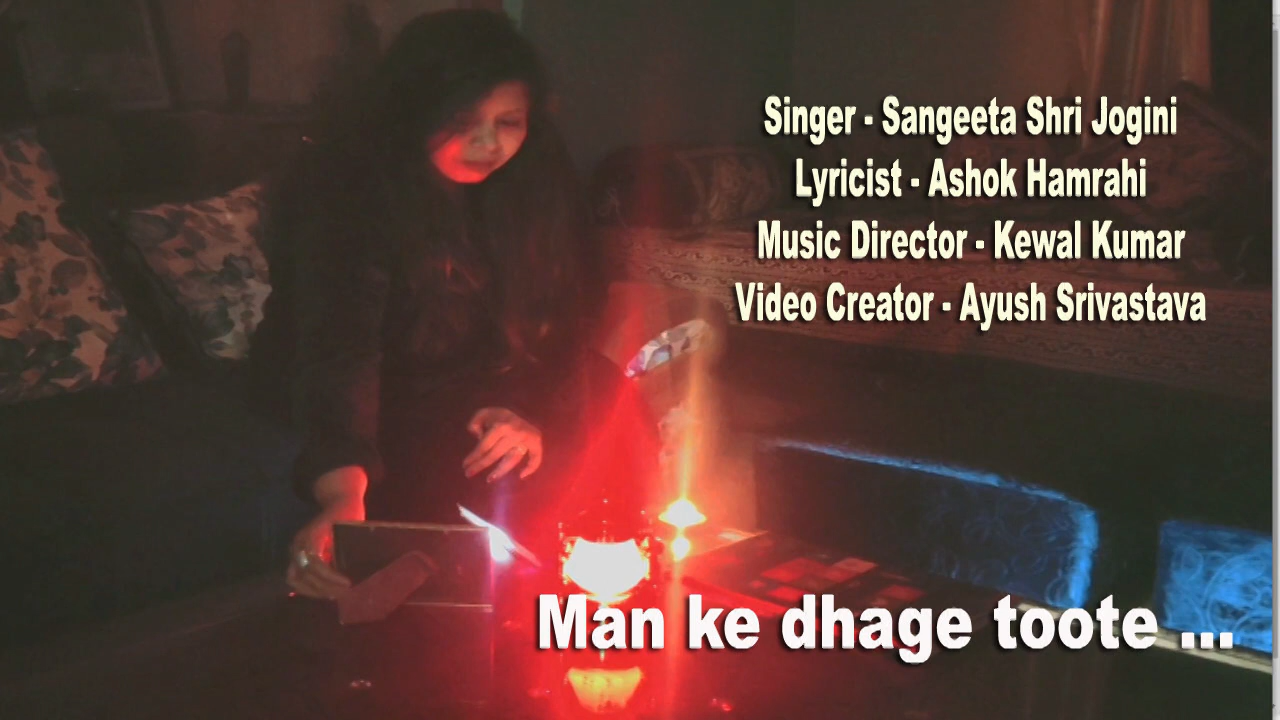 Singer - Sangeeta Shri Jogini
Lyricist - Ashok Hamrahi
Music Director - Kewal Kumar
Video Creator - Ayush Srivastava
Man ke dhage toote ...